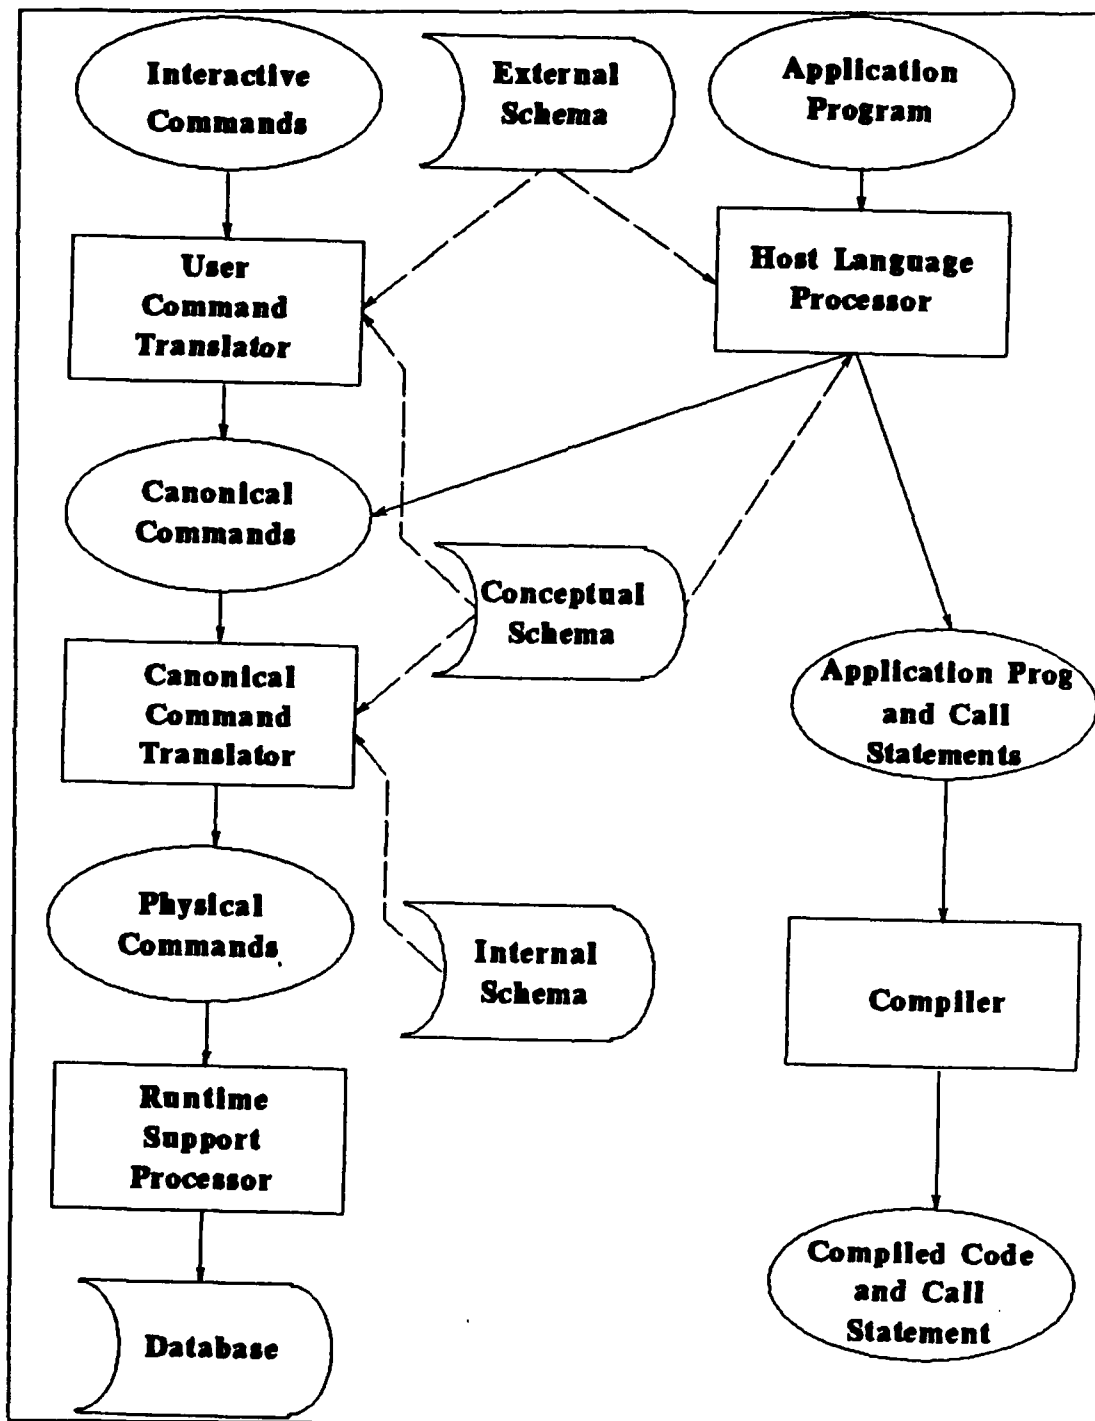 Interactive
Commands
External
Schema
Application
Program
User
Command
Translator
Host Language
Processor
Canonical
Commands
Conceptual
Schema
Canonical
Command
Translator
Application Prog
and Call
Statements
Physical
Commands
Internal
Schema
Compiler
Runtime
Support
Processor
Compiled Code
and Call
Statement
Database